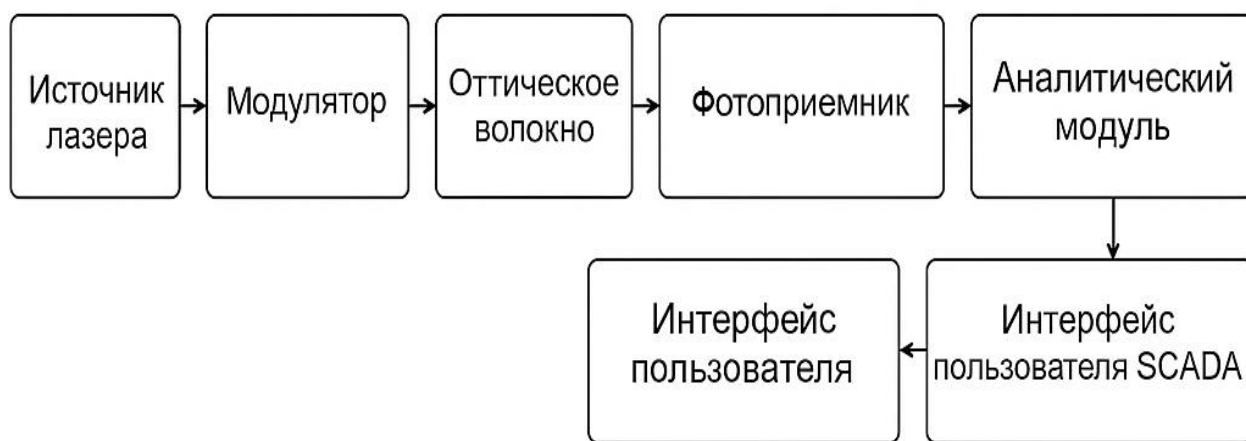 Источник
лазера
Модулятор
Оттическое
волокно
Фотоприемник
Аналитический
модуль
Интерфейс
пользователя
Интерфейс
пользователя SCADA